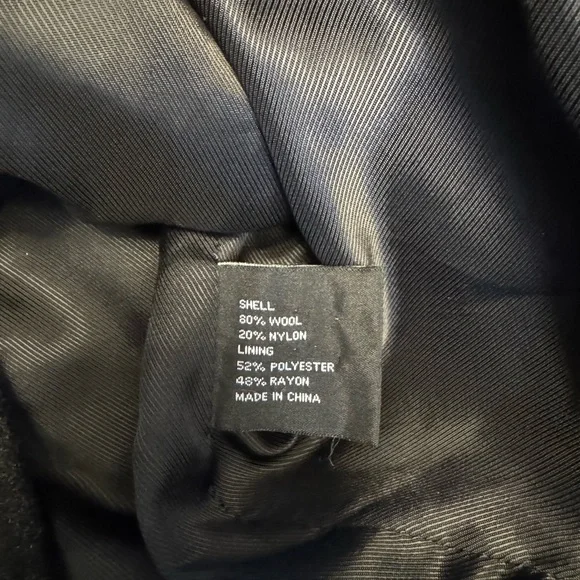 SHELL
80% WOOL
20% NYLON
LINING
52% POLYESTER
48% RAYON
MADE IN CHINA